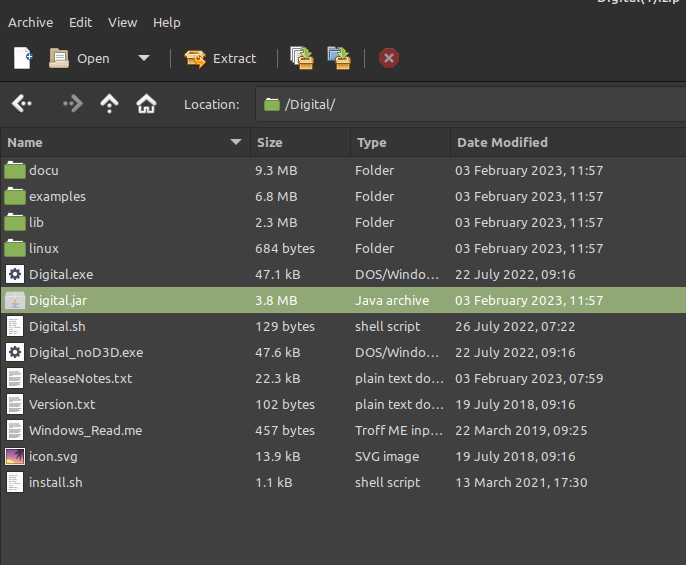 Archive Edit View Help
Open Extract
Location: /Digital/
Name Size Type Date Modified
docu 9.3 MB Folder 03 February 2023, 11:57
examples 6.8 MB Folder 03 February 2023, 11:57
lib 2.3 MB Folder 03 February 2023, 11:57
linux 684 bytes Folder 03 February 2023, 11:57
Digital.exe 47.1 kB DOS/Windo... 22 July 2022, 09:16
Digital.jar 3.8 MB Java archive 03 February 2023, 11:57
Digital.sh 129 bytes shell script 26 July 2022, 07:22
Digital_noD3D.exe 47.6 kB DOS/Windo... 22 July 2022, 09:16
ReleaseNotes.txt 22.3 kB plain text do... 03 February 2023, 07:59
Version.txt 102 bytes plain text do... 19 July 2018, 09:16
Windows_Read.me 457 bytes Troff ME inp... 22 March 2019, 09:25
icon.svg 13.9 kB SVG image 19 July 2018, 09:16
install.sh 1.1 kB shell script 13 March 2021, 17:30